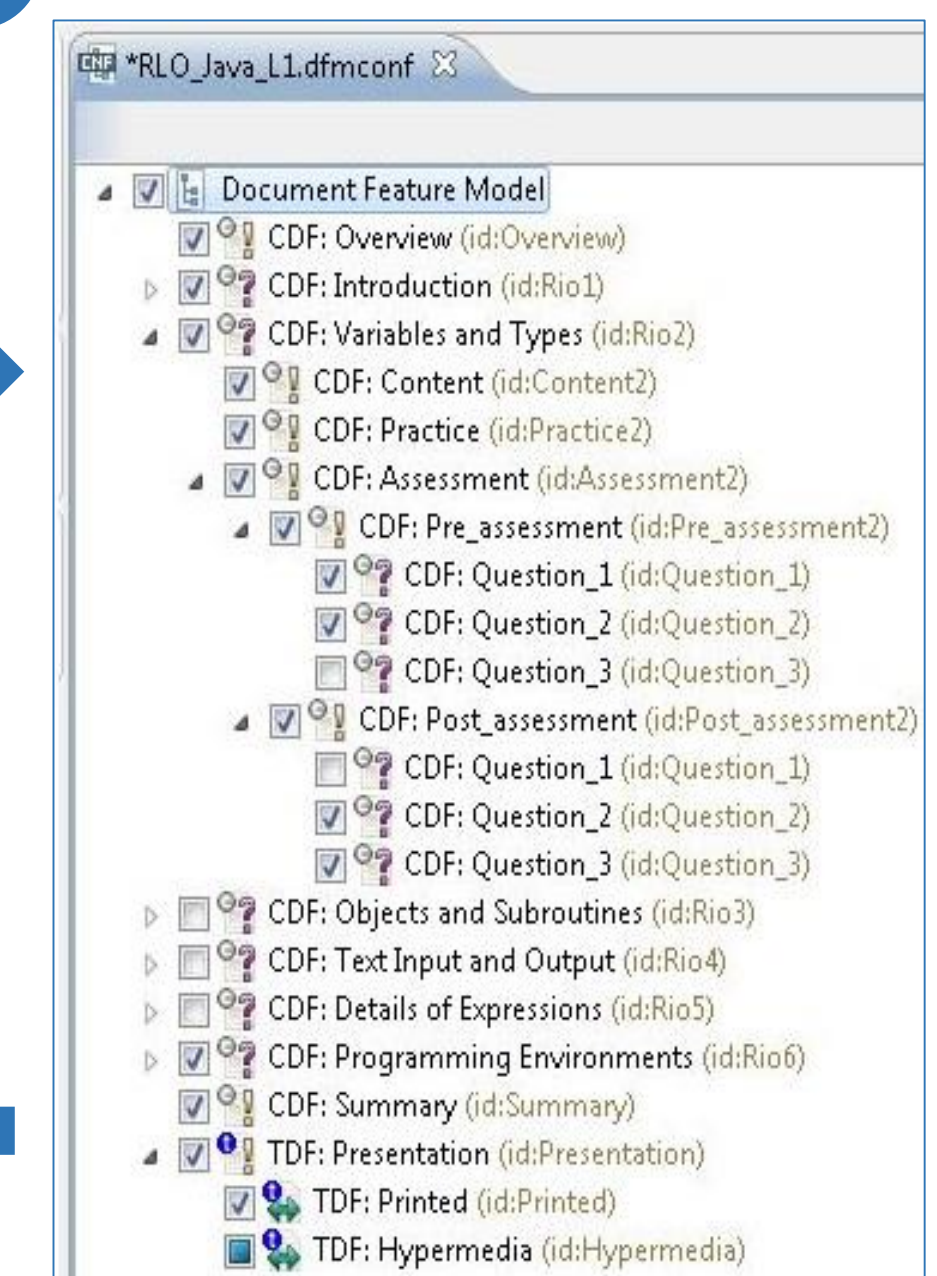 CNF *RLO_Java_L1.dfmconf
Document Feature Model
CDF: Overview (id:Overview)
CDF: Introduction (id:Rio1)
CDF: Variables and Types (id:Rio2)
CDF: Content (id:Content2)
CDF: Practice (id:Practice2)
CDF: Assessment (id:Assessment2)
CDF: Pre_assessment (id:Pre_assessment2)
CDF: Question_1 (id:Question_1)
CDF: Question_2 (id:Question_2)
CDF: Question_3 (id:Question_3)
CDF: Post_assessment (id:Post_assessment2)
CDF: Question_1 (id:Question_1)
CDF: Question_2 (id:Question_2)
CDF: Question_3 (id:Question_3)
CDF: Objects and Subroutines (id:Rio3)
CDF: Text Input and Output (id:Rio4)
CDF: Details of Expressions (id:Rio5)
CDF: Programming Environments (id:Rio6)
CDF: Summary (id:Summary)
TDF: Presentation (id:Presentation)
TDF: Printed (id:Printed)
TDF: Hypermedia (id:Hypermedia)